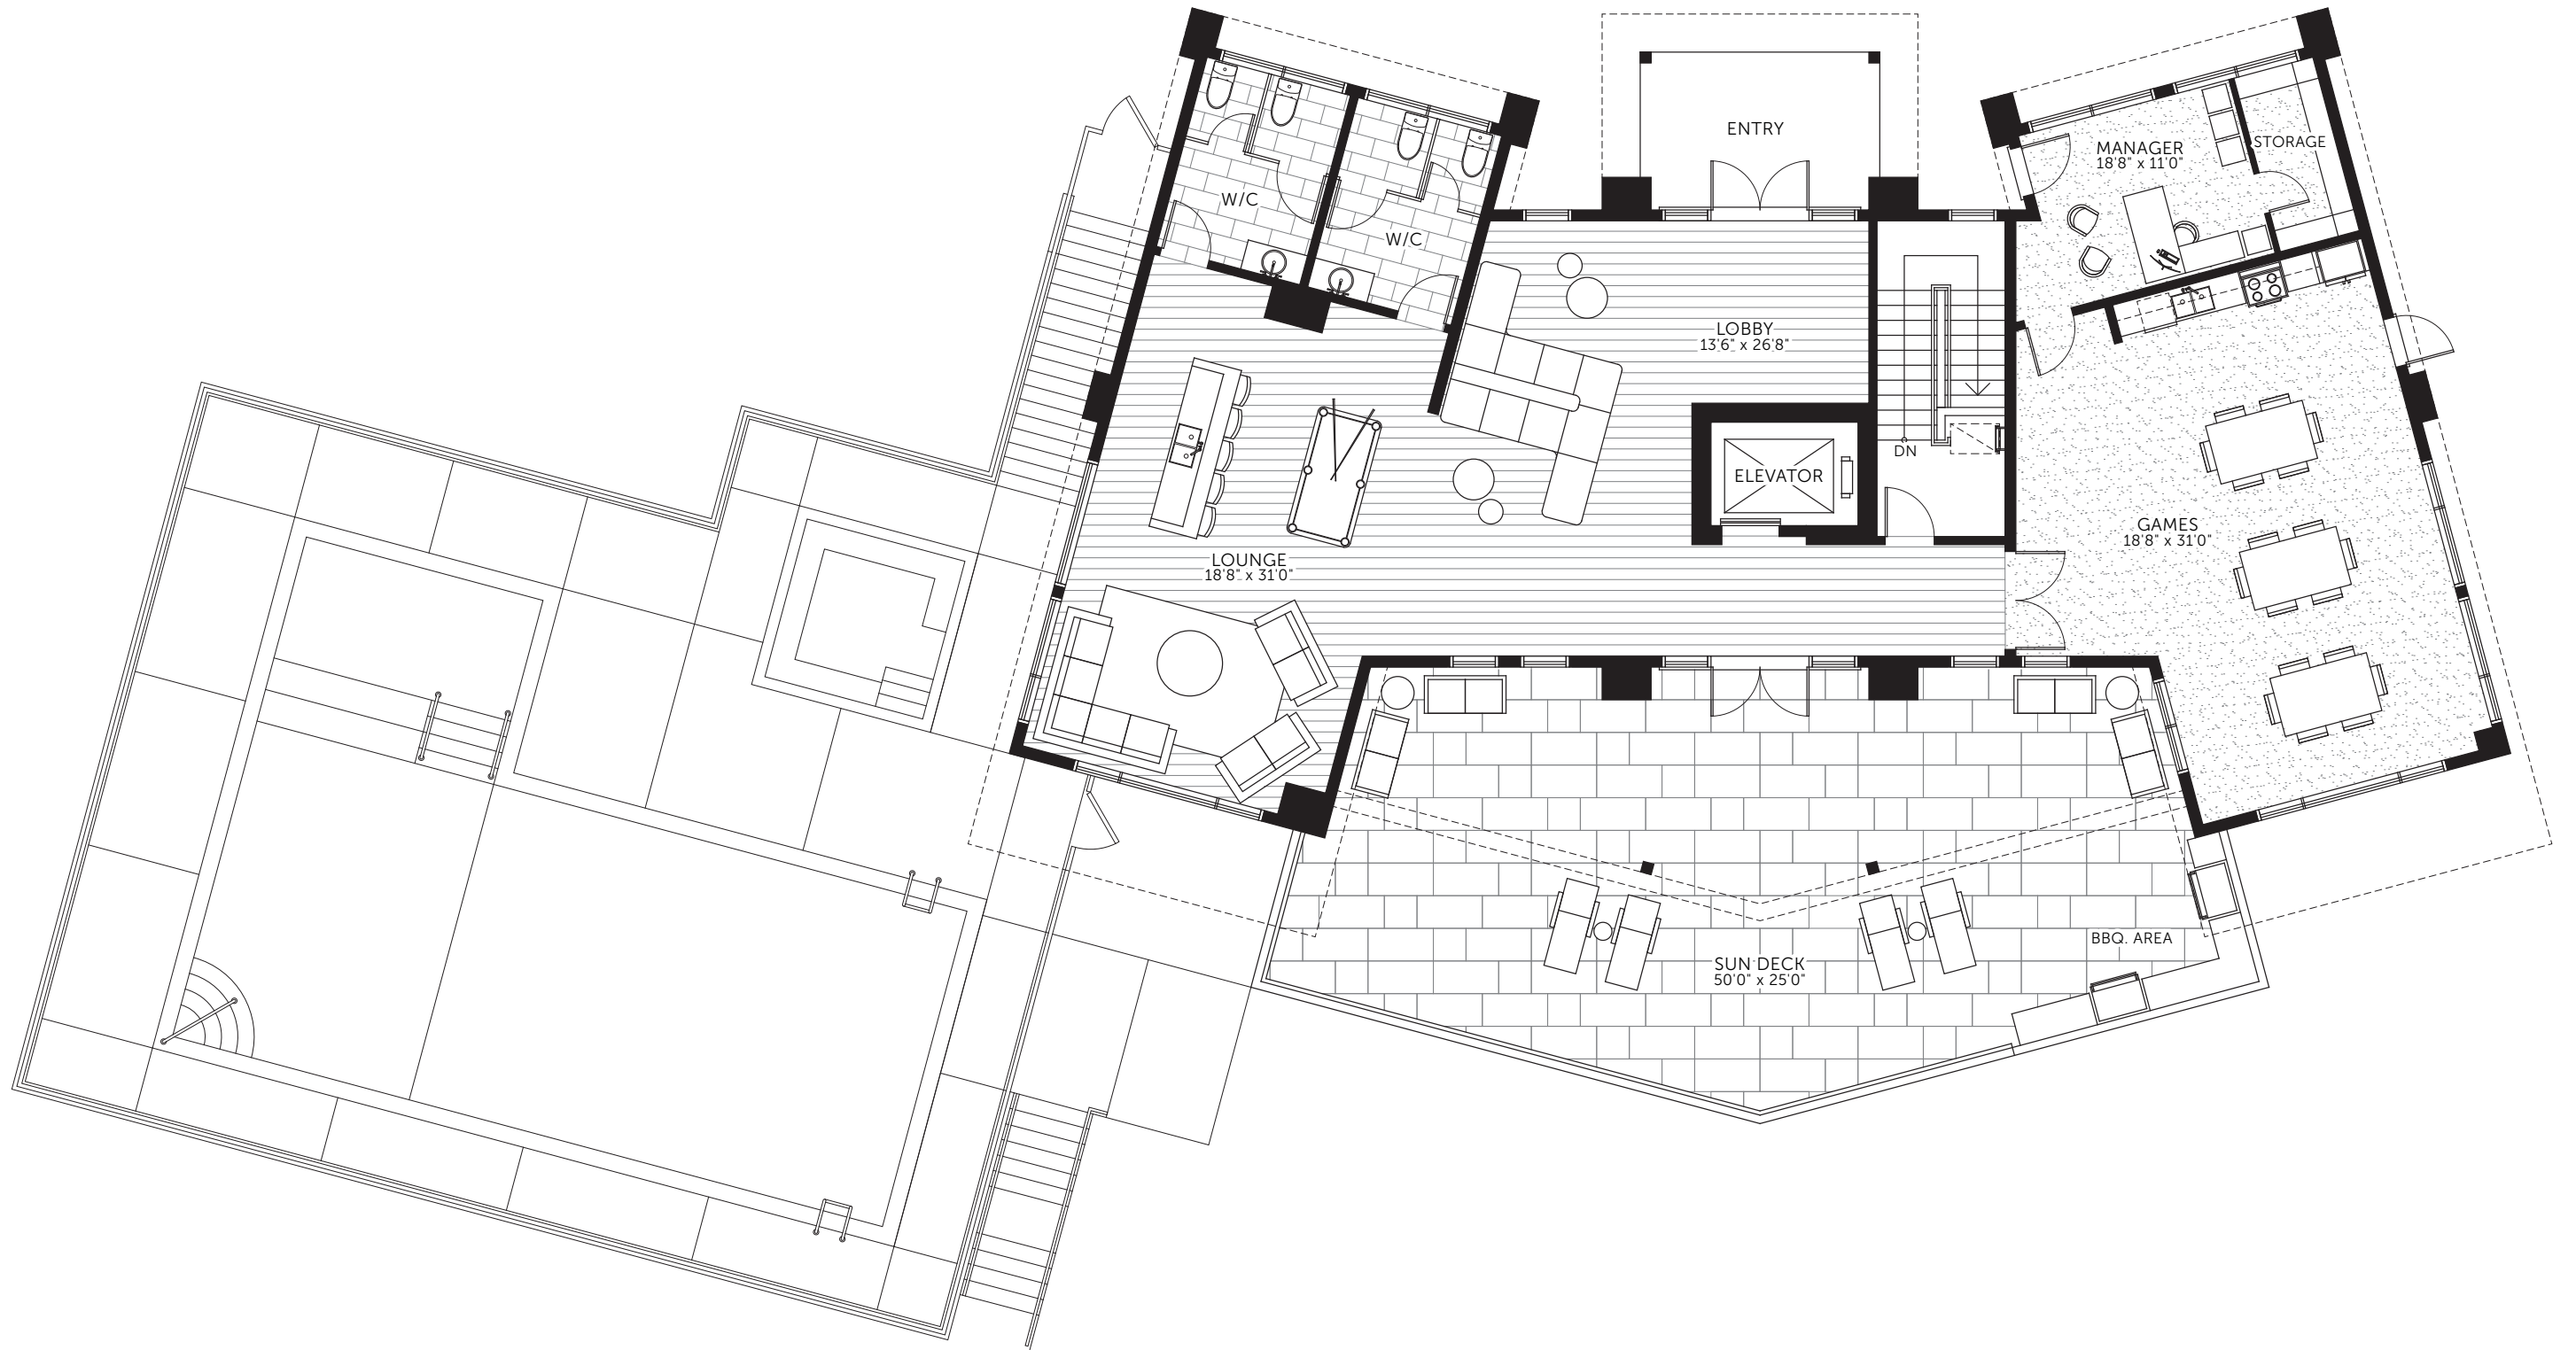 ENTRY
MANAGER
18'8" x 11'0"
STORAGE
W/C
W/C
LOBBY
13'6" x 26'8"
DN
ELEVATOR
GAMES
18'8" x 31'0"
LOUNGE
18'8" x 31'0"
BBQ. AREA
SUN DECK
50'0" x 25'0"